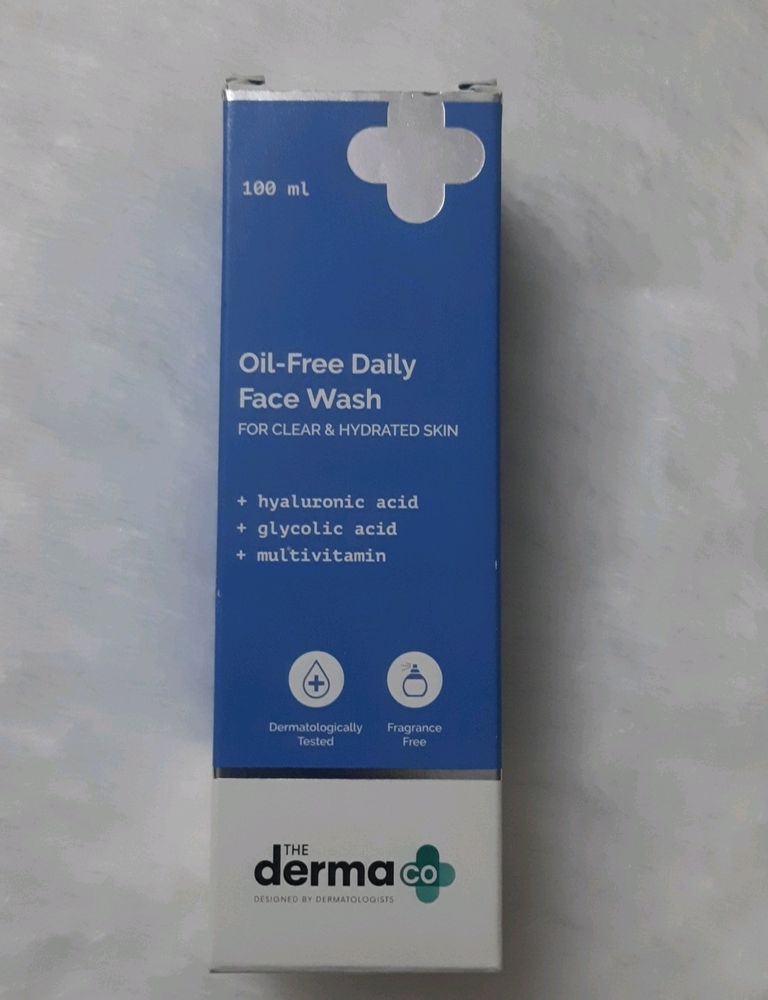 100 ml
Oil-Free Daily
Face Wash
FOR CLEAR & HYDRATED SKIN
+ hyaluronic acid
+ glycolic acid
+ multivitamin
Dermatologically
Tested
Fragrance
Free
THE
derma co
DESIGNED BY DERMATOLOGISTS